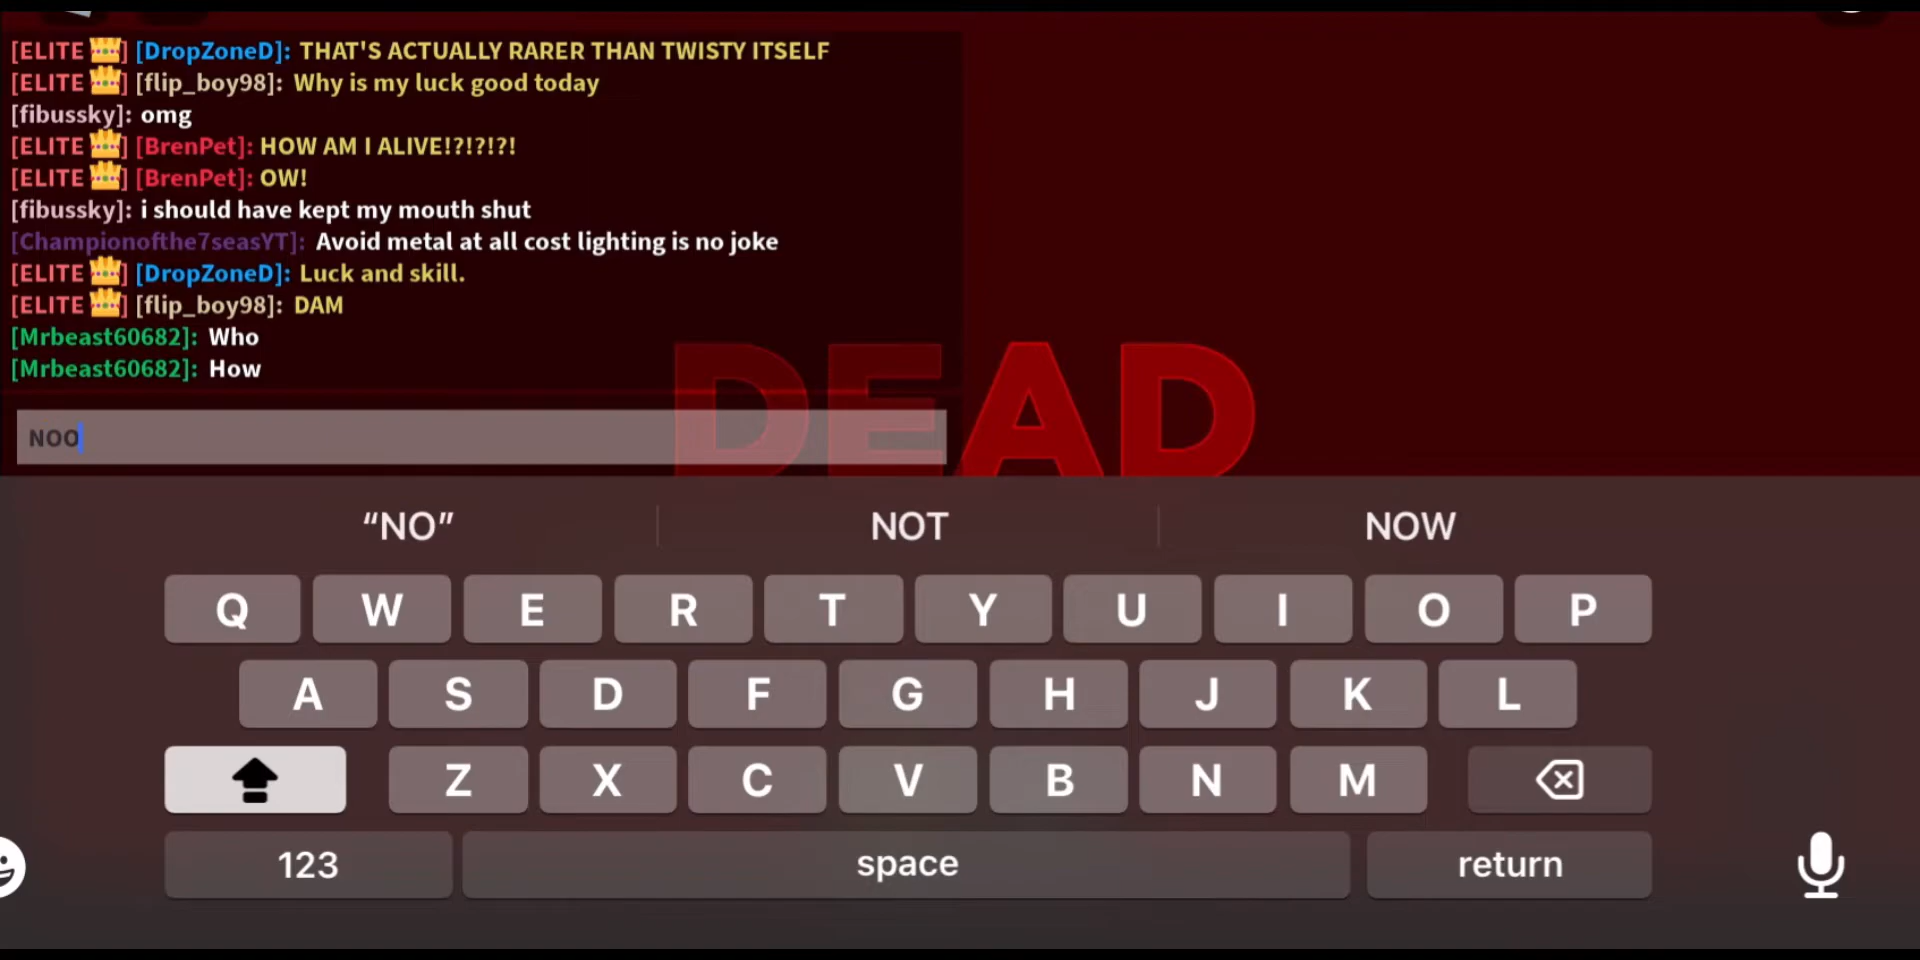 [ELITE 👑] [DropZoneD]: THAT'S ACTUALLY RARER THAN TWISTY ITSELF
[ELITE 👑] [flip_boy98]: Why is my luck good today
[fibussky]: omg
[ELITE 👑] [BrenPet]: HOW AM I ALIVE!?!?!?!
[ELITE 👑] [BrenPet]: OW!
[fibussky]: i should have kept my mouth shut
[Championofthe7seasYT]: Avoid metal at all cost lighting is no joke
[ELITE 👑] [DropZoneD]: Luck and skill.
[ELITE 👑] [flip_boy98]: DAM
[Mrbeast60682]: Who
[Mrbeast60682]: How
DEAD
NOO
“NO” NOT NOW
Q W E R T Y U I O P
A S D F G H J K L
Z X C V B N M
123 space return